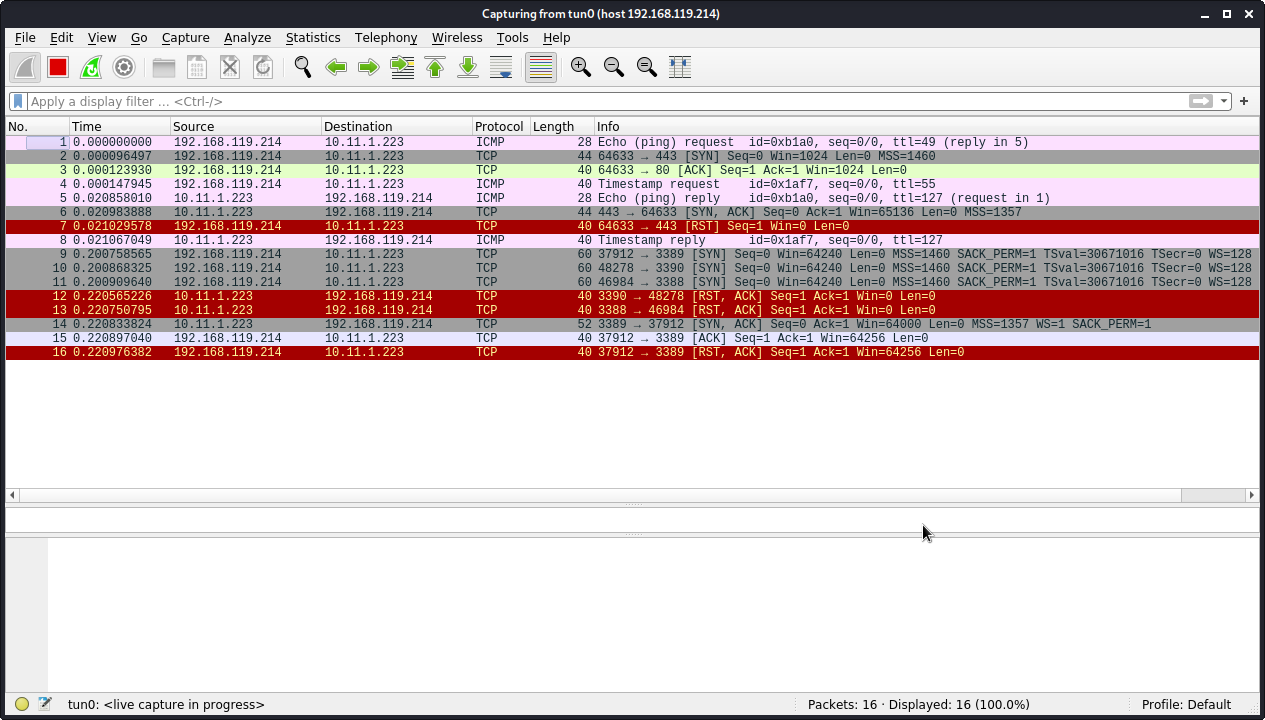 Capturing from tun0 (host 192.168.119.214)
File Edit View Go Capture Analyze Statistics Telephony Wireless Tools Help
Apply a display filter ... <Ctrl-/>
No. Time Source Destination Protocol Length Info
1 0.000000000 192.168.119.214 10.11.1.223 ICMP 28 Echo (ping) request id=0xb1a0, seq=0/0, ttl=49 (reply in 5)
2 0.000096497 192.168.119.214 10.11.1.223 TCP 44 64633 → 443 [SYN] Seq=0 Win=1024 Len=0 MSS=1460
3 0.000123930 192.168.119.214 10.11.1.223 TCP 40 64633 → 80 [ACK] Seq=1 Ack=1 Win=1024 Len=0
4 0.000147945 192.168.119.214 10.11.1.223 ICMP 40 Timestamp request id=0x1af7, seq=0/0, ttl=55
5 0.020858010 10.11.1.223 192.168.119.214 ICMP 28 Echo (ping) reply id=0xb1a0, seq=0/0, ttl=127 (request in 1)
6 0.020983888 10.11.1.223 192.168.119.214 TCP 44 443 → 64633 [SYN, ACK] Seq=0 Ack=1 Win=65136 Len=0 MSS=1357
7 0.021029578 192.168.119.214 10.11.1.223 TCP 40 64633 → 443 [RST] Seq=1 Win=0 Len=0
8 0.021067049 10.11.1.223 192.168.119.214 ICMP 40 Timestamp reply id=0x1af7, seq=0/0, ttl=127
9 0.200758565 192.168.119.214 10.11.1.223 TCP 60 37912 → 3389 [SYN] Seq=0 Win=64240 Len=0 MSS=1460 SACK_PERM=1 TSval=30671016 TSecr=0 WS=128
10 0.200868325 192.168.119.214 10.11.1.223 TCP 60 48278 → 3390 [SYN] Seq=0 Win=64240 Len=0 MSS=1460 SACK_PERM=1 TSval=30671016 TSecr=0 WS=128
11 0.200909640 192.168.119.214 10.11.1.223 TCP 60 46984 → 3388 [SYN] Seq=0 Win=64240 Len=0 MSS=1460 SACK_PERM=1 TSval=30671016 TSecr=0 WS=128
12 0.220565226 10.11.1.223 192.168.119.214 TCP 40 3390 → 48278 [RST, ACK] Seq=1 Ack=1 Win=0 Len=0
13 0.220750795 10.11.1.223 192.168.119.214 TCP 40 3388 → 46984 [RST, ACK] Seq=1 Ack=1 Win=0 Len=0
14 0.220833824 10.11.1.223 192.168.119.214 TCP 52 3389 → 37912 [SYN, ACK] Seq=0 Ack=1 Win=64000 Len=0 MSS=1357 WS=1 SACK_PERM=1
15 0.220897040 192.168.119.214 10.11.1.223 TCP 40 37912 → 3389 [ACK] Seq=1 Ack=1 Win=64256 Len=0
16 0.220976382 192.168.119.214 10.11.1.223 TCP 40 37912 → 3389 [RST, ACK] Seq=1 Ack=1 Win=64256 Len=0
tun0: <live capture in progress> Packets: 16 · Displayed: 16 (100.0%) Profile: Default